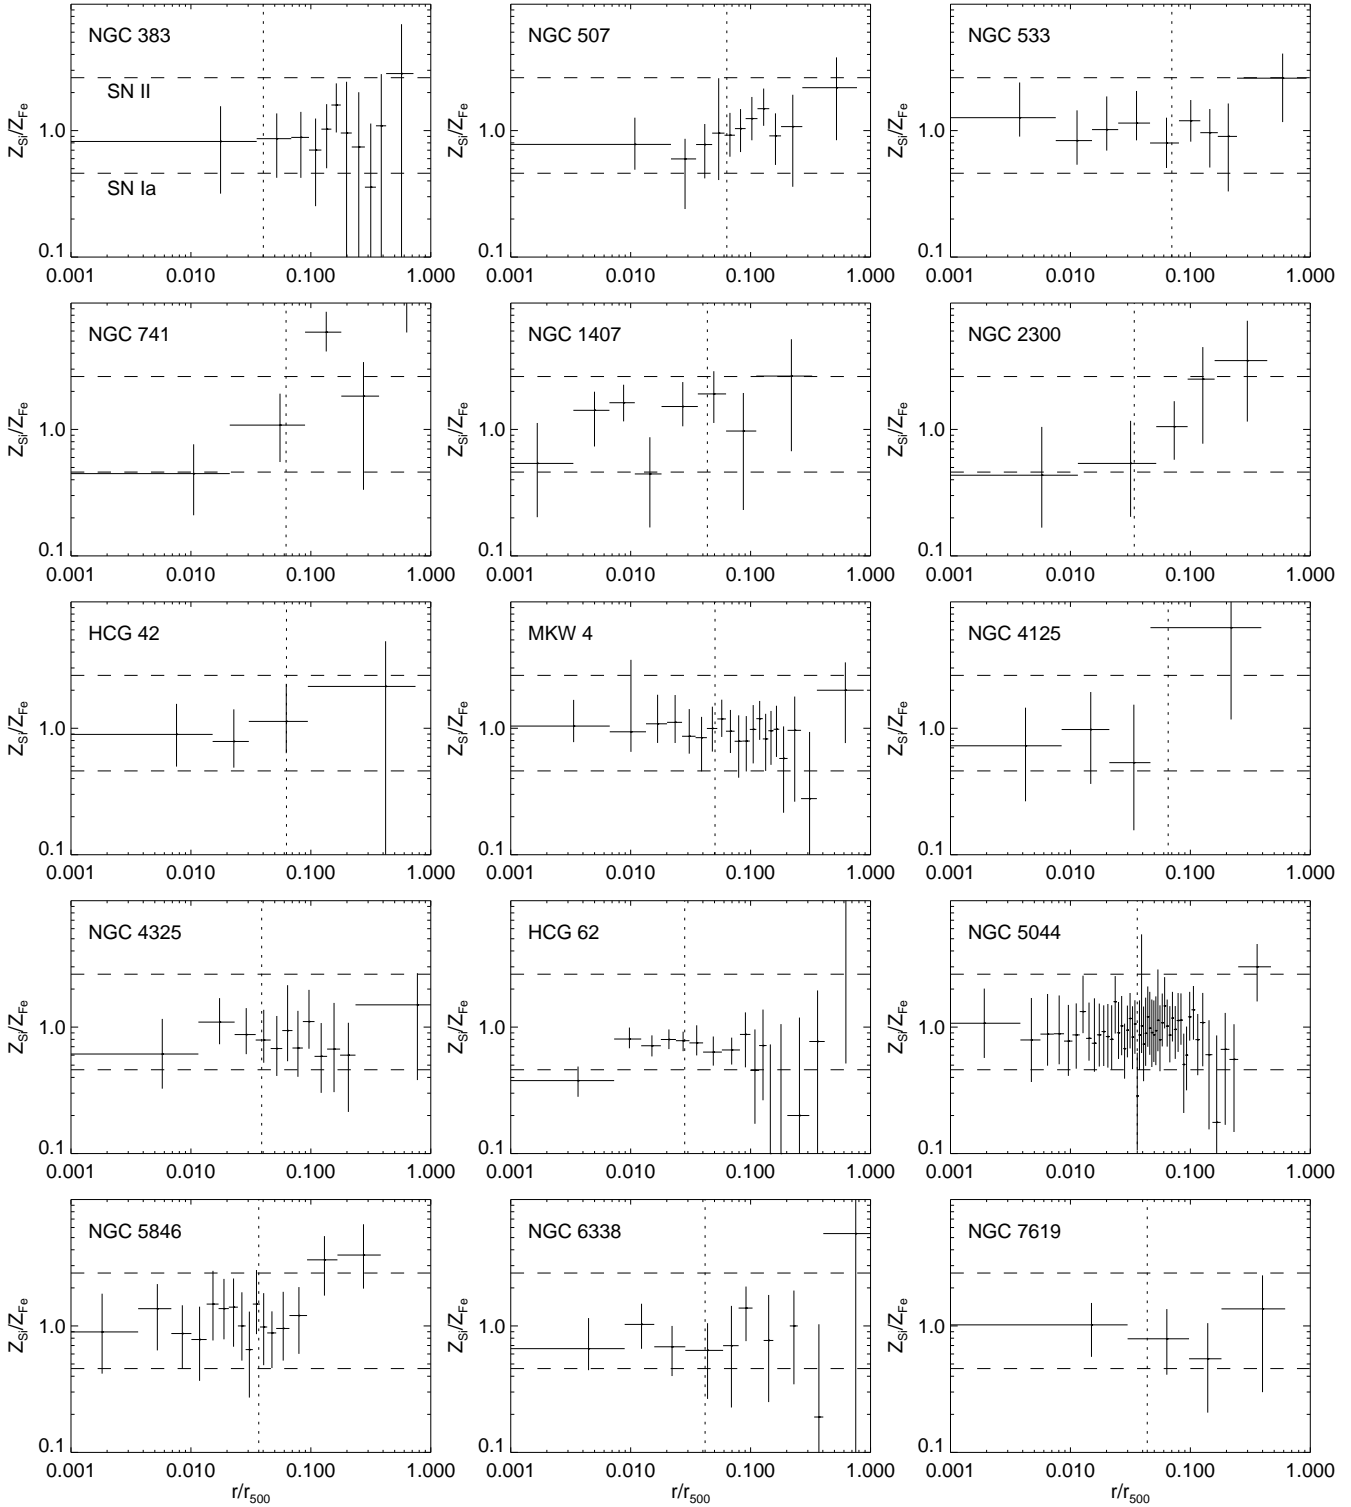 NGC 383
NGC 507
NGC 533
SN II
SN Ia
Z_Si/Z_Fe
Z_Si/Z_Fe
Z_Si/Z_Fe
1.0
1.0
1.0
0.1
0.1
0.1
0.001 0.010 0.100 1.000
0.001 0.010 0.100 1.000
0.001 0.010 0.100 1.000
NGC 741
NGC 1407
NGC 2300
Z_Si/Z_Fe
Z_Si/Z_Fe
Z_Si/Z_Fe
1.0
1.0
1.0
0.1
0.1
0.1
0.001 0.010 0.100 1.000
0.001 0.010 0.100 1.000
0.001 0.010 0.100 1.000
HCG 42
MKW 4
NGC 4125
Z_Si/Z_Fe
Z_Si/Z_Fe
Z_Si/Z_Fe
1.0
1.0
1.0
0.1
0.1
0.1
0.001 0.010 0.100 1.000
0.001 0.010 0.100 1.000
0.001 0.010 0.100 1.000
NGC 4325
HCG 62
NGC 5044
Z_Si/Z_Fe
Z_Si/Z_Fe
Z_Si/Z_Fe
1.0
1.0
1.0
0.1
0.1
0.1
0.001 0.010 0.100 1.000
0.001 0.010 0.100 1.000
0.001 0.010 0.100 1.000
NGC 5846
NGC 6338
NGC 7619
Z_Si/Z_Fe
Z_Si/Z_Fe
Z_Si/Z_Fe
1.0
1.0
1.0
0.1
0.1
0.1
0.001 0.010 0.100 1.000
0.001 0.010 0.100 1.000
0.001 0.010 0.100 1.000
r/r_500
r/r_500
r/r_500